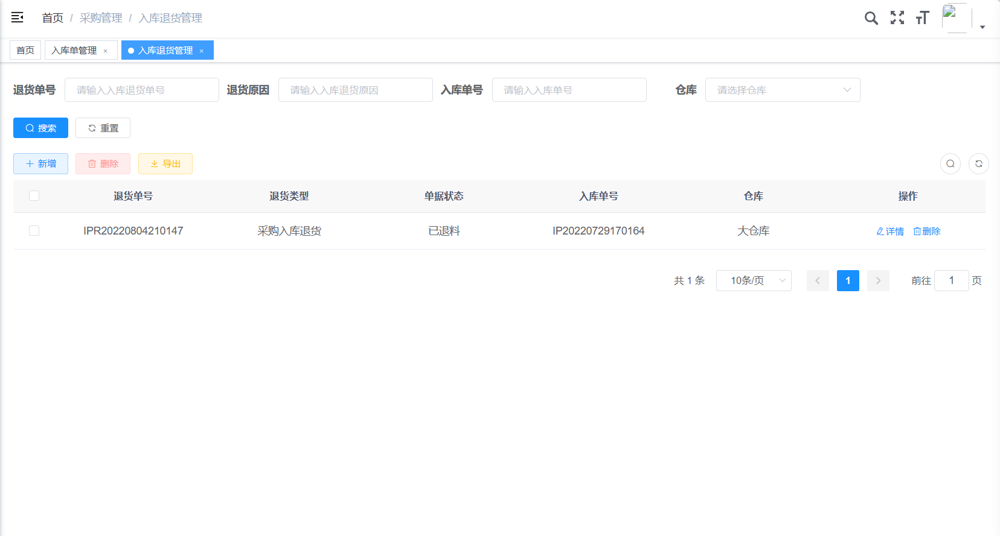 首页 / 采购管理 / 入库退货管理
首页 入库单管理 × 入库退货管理 ×
退货单号 请输入入库退货单号 退货原因 请输入入库退货原因 入库单号 请输入入库单号 仓库 请选择仓库
搜索 重置
新增 删除 导出
退货单号 退货类型 单据状态 入库单号 仓库 操作
IPR20220804210147 采购入库退货 已退料 IP20220729170164 大仓库 详情 删除
共 1 条 10条/页 1 前往 1 页